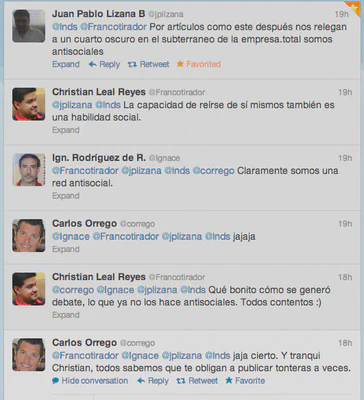 Juan Pablo Lizana B @jplizana 19h
@lnds @Francotirador Por artículos como este después nos relegan
a un cuarto oscuro en el subterraneo de la empresa.total somos
antisociales
Expand Reply Retweet Favorited
Christian Leal Reyes @Francotirador 19h
@jplizana @lnds La capacidad de reírse de sí mismos también es
una habilidad social.
Expand
Ign. Rodríguez de R. @Ignace 19h
@Francotirador @jplizana @lnds @corrego Claramente somos una
red antisocial.
Expand
Carlos Orrego @corrego 19h
@Ignace @Francotirador @jplizana @lnds jajaja
Expand
Christian Leal Reyes @Francotirador 18h
@corrego @Ignace @jplizana @lnds Qué bonito cómo se generó
debate, lo que ya no los hace antisociales. Todos contentos :)
Expand
Carlos Orrego @corrego 18h
@Francotirador @Ignace @jplizana @lnds jaja cierto. Y tranqui
Christian, todos sabemos que te obligan a publicar tonteras a veces.
Hide conversation Reply Retweet Favorite